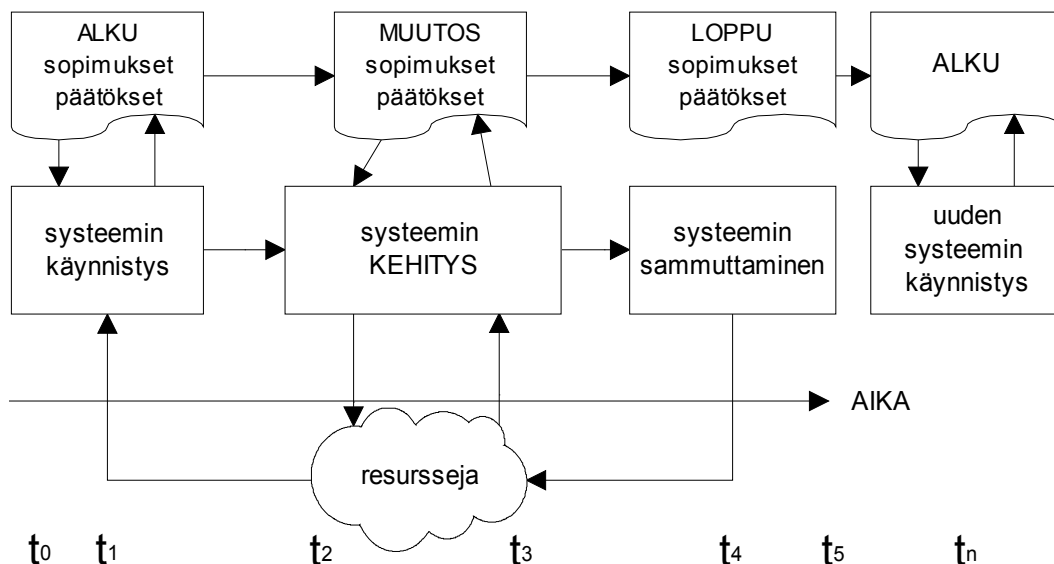 ALKU
sopimukset
päätökset
MUUTOS
sopimukset
päätökset
LOPPU
sopimukset
päätökset
ALKU
systeemin
käynnistys
systeemin
KEHITYS
systeemin
sammuttaminen
uuden
systeemin
käynnistys
AIKA
resursseja
t0 t1 t2 t3 t4 t5 tn